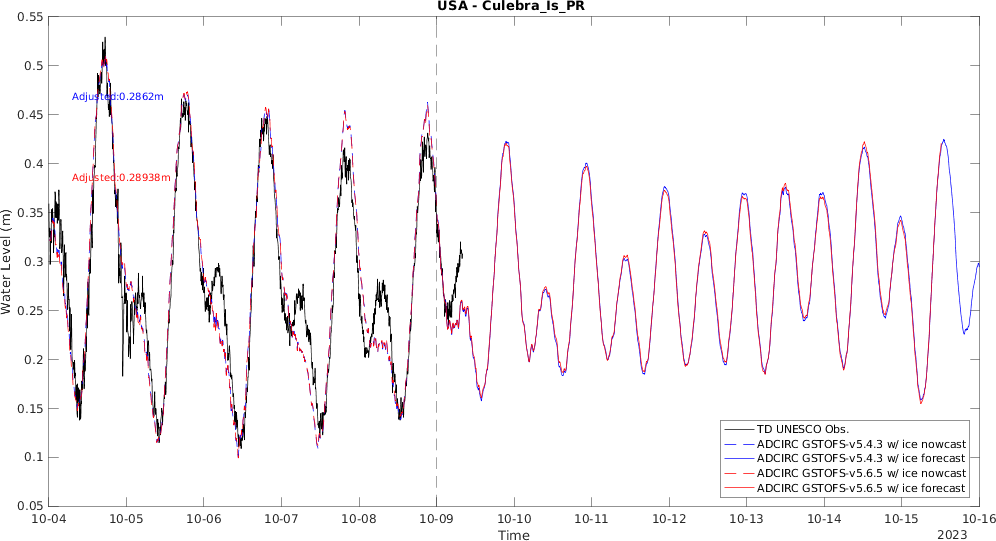 USA - Culebra_Is_PR
0.55
0.5
0.45
0.4
0.35
0.3
0.25
0.2
0.15
0.1
0.05
Water Level (m)
Adjusted:0.2862m
Adjusted:0.28938m
TD UNESCO Obs.
ADCIRC GSTOFS-v5.4.3 w/ ice nowcast
ADCIRC GSTOFS-v5.4.3 w/ ice forecast
ADCIRC GSTOFS-v5.6.5 w/ ice nowcast
ADCIRC GSTOFS-v5.6.5 w/ ice forecast
10-04 10-05 10-06 10-07 10-08 10-09 10-10 10-11 10-12 10-13 10-14 10-15 10-16
Time
2023